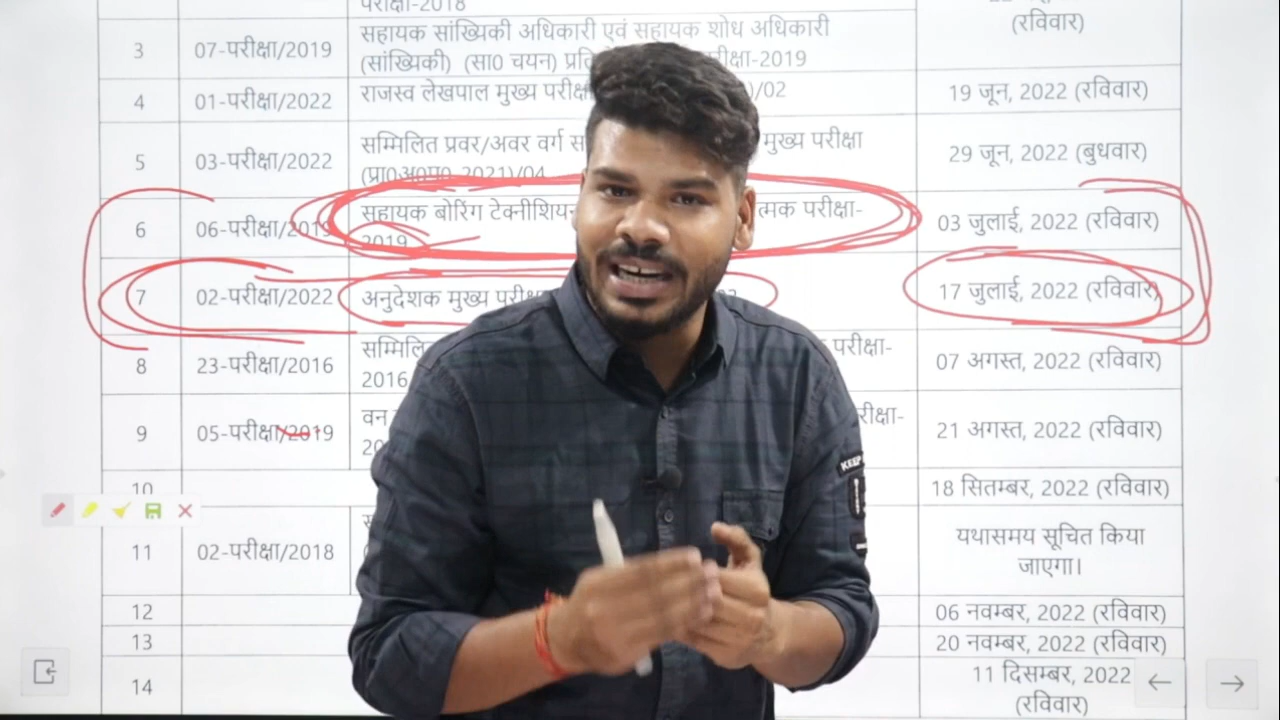 परीक्षा-2018
(रविवार)
3 07-परीक्षा/2019 सहायक सांख्यिकी अधिकारी एवं सहायक शोध अधिकारी
(सांख्यिकी) (सा0 चयन) परीक्षा-2019
4 01-परीक्षा/2022 राजस्व लेखपाल मुख्य )/02 19 जून, 2022 (रविवार)
5 03-परीक्षा/2022 सम्मिलित प्रवर/अवर वर्ग मुख्य परीक्षा 29 जून, 2022 (बुधवार)
(प्रा0अ0प0-2021)/04
6 06-परीक्षा/2019 सहायक बोरिंग टेक्नीशियन- परीक्षा- 03 जुलाई, 2022 (रविवार)
2019
7 02-परीक्षा/2022 अनुदेशक मुख्य 17 जुलाई, 2022 (रविवार)
8 23-परीक्षा/2016 परीक्षा- 07 अगस्त, 2022 (रविवार)
2016
9 05-परीक्षा/2019 वन 21 अगस्त, 2022 (रविवार)
10 18 सितम्बर, 2022 (रविवार)
11 02-परीक्षा/2018 यथासमय सूचित किया
जाएगा।
12 06 नवम्बर, 2022 (रविवार)
13 20 नवम्बर, 2022 (रविवार)
14 11 दिसम्बर, 2022
(रविवार)
KEEP